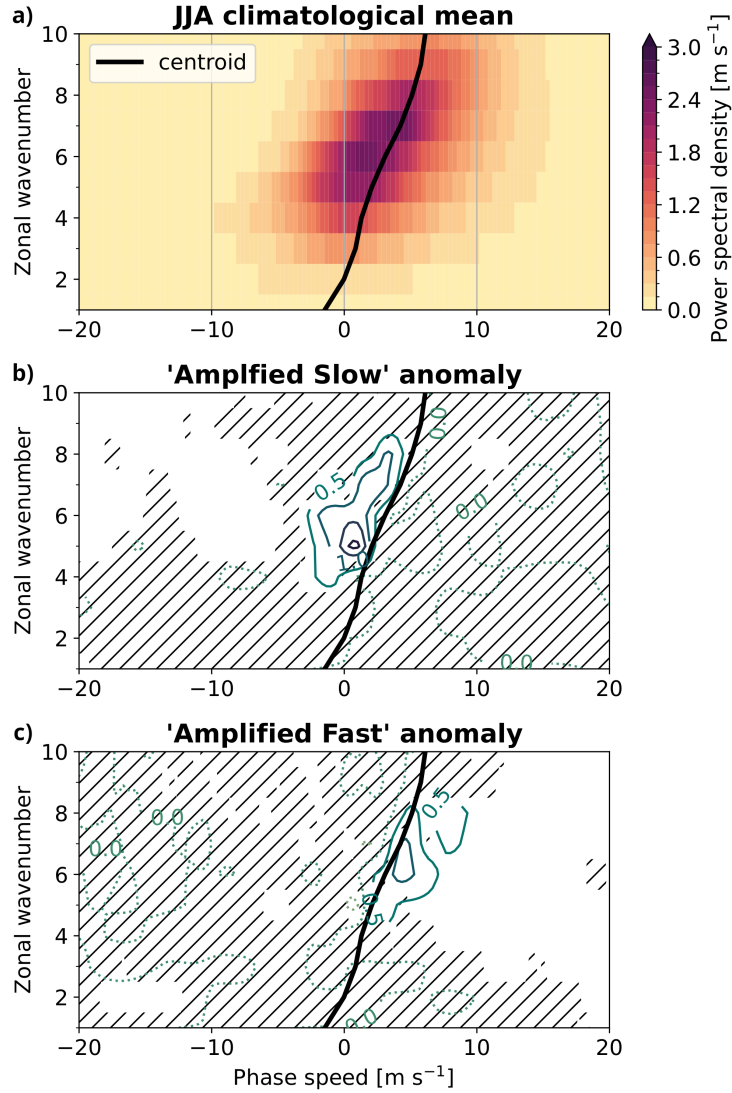 a) JJA climatological mean
centroid
Zonal wavenumber
10
8
6
4
2
−20 −10 0 10 20
3.0
2.4
1.8
1.2
0.6
0.0
Power spectral density [m s⁻¹]
b) 'Amplfied Slow' anomaly
Zonal wavenumber
10
8
6
4
2
0.0
0.5
0.0
1.0
0.0
−20 −10 0 10 20
c) 'Amplified Fast' anomaly
Zonal wavenumber
10
8
6
4
2
0.5
0.0
0.0
0.5
0.0
−20 −10 0 10 20
Phase speed [m s⁻¹]